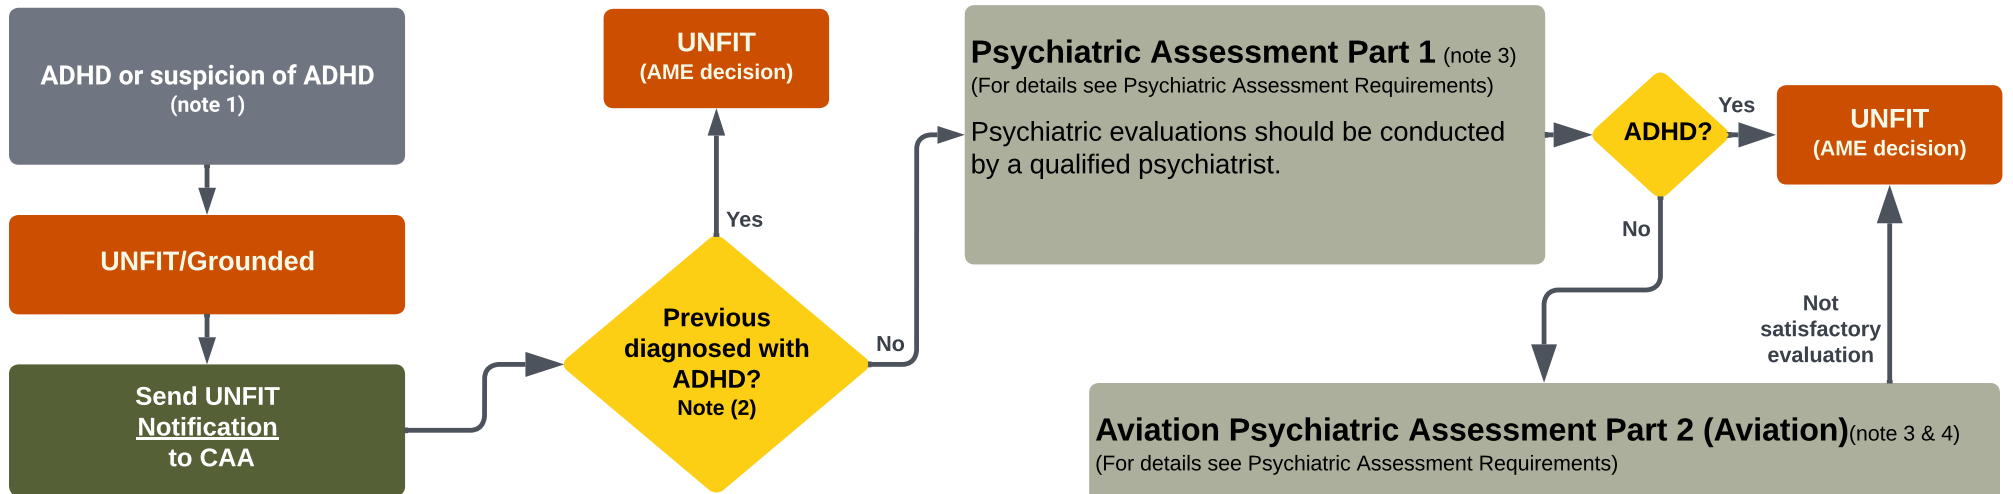 ADHD or suspicion of ADHD
(note 1)
UNFIT/Grounded
Send UNFIT
Notification
to CAA
UNFIT
(AME decision)
Yes
Previous
diagnosed with
ADHD?
Note (2)
No
Psychiatric Assessment Part 1 (note 3)
(For details see Psychiatric Assessment Requirements)
Psychiatric evaluations should be conducted
by a qualified psychiatrist.
ADHD?
Yes
UNFIT
(AME decision)
No
Not
satisfactory
evaluation
Aviation Psychiatric Assessment Part 2 (Aviation)(note 3 & 4)
(For details see Psychiatric Assessment Requirements)